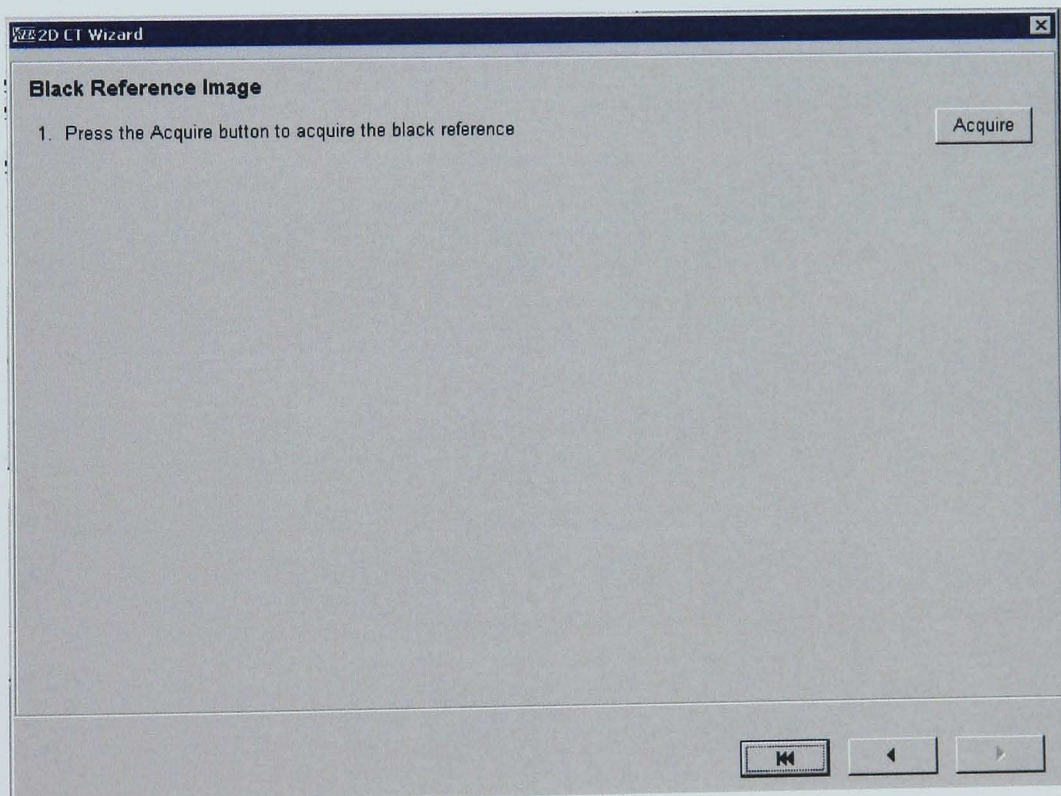 2D CT Wizard
Black Reference Image
1. Press the Acquire button to acquire the black reference
Acquire